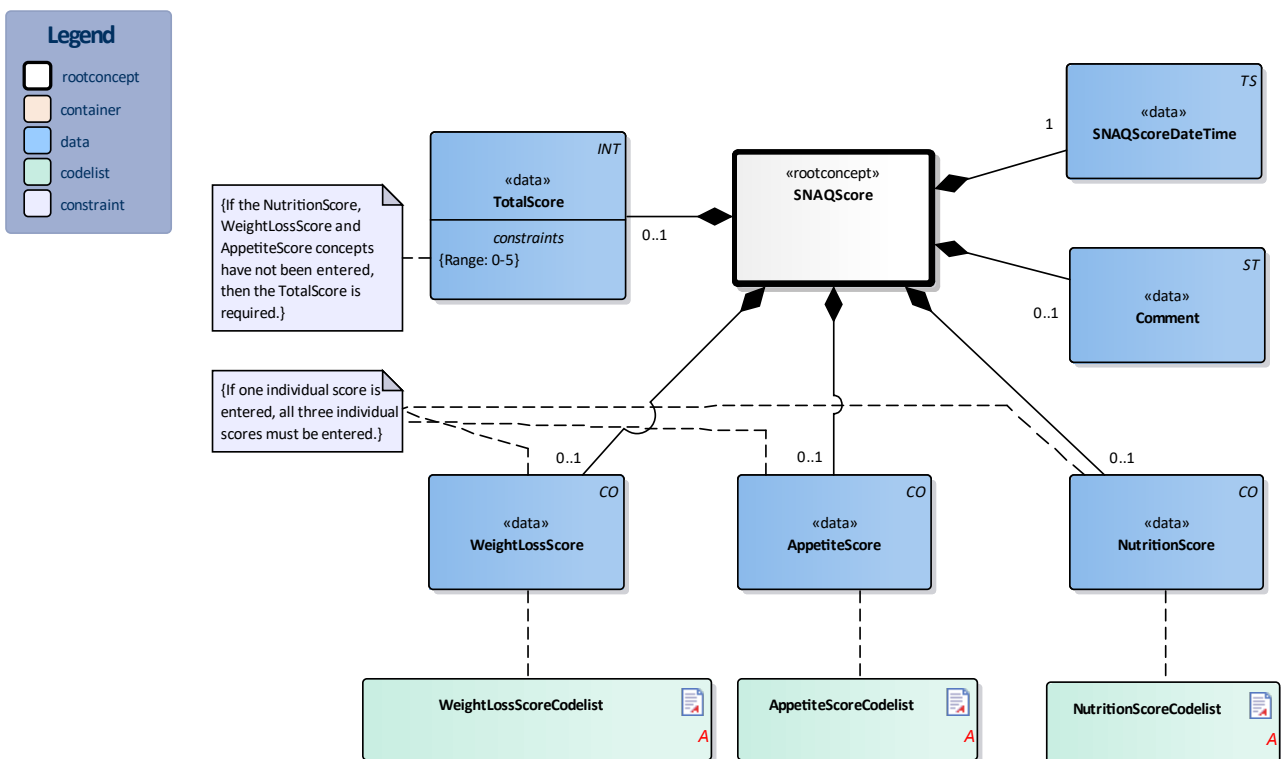 Legend
rootconcept
container
data
codelist
constraint
{If the NutritionScore,
WeightLossScore and
AppetiteScore concepts
have not been entered,
then the TotalScore is
required.}
INT
«data»
TotalScore
constraints
{Range: 0-5}
0..1
«rootconcept»
SNAQScore
1
TS
«data»
SNAQScoreDateTime
0..1
ST
«data»
Comment
{If one individual score is
entered, all three individual
scores must be entered.}
0..1
0..1
0..1
CO
«data»
WeightLossScore
CO
«data»
AppetiteScore
CO
«data»
NutritionScore
WeightLossScoreCodelist
A
AppetiteScoreCodelist
A
NutritionScoreCodelist
A